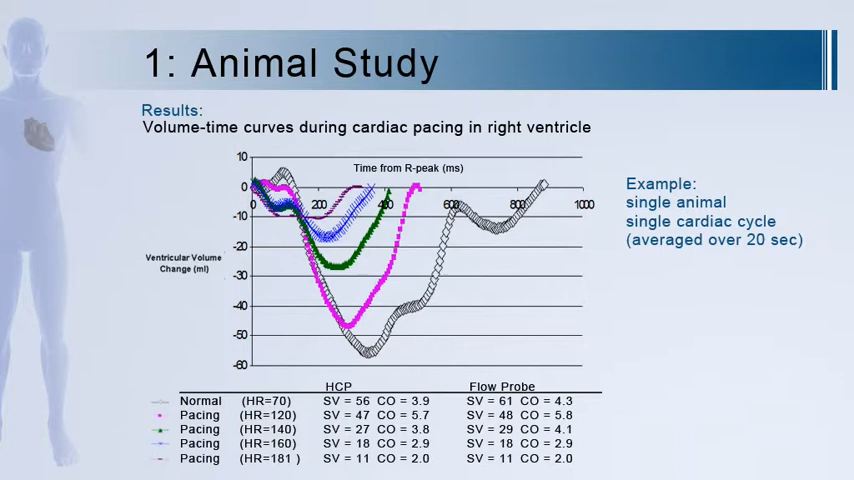 1: Animal Study
Results:
Volume-time curves during cardiac pacing in right ventricle
Time from R-peak (ms)
10
0
-10
-20
-30
-40
-50
-60
0 200 400 600 800 1000
Ventricular Volume
Change (ml)
Example:
single animal
single cardiac cycle
(averaged over 20 sec)
HCP Flow Probe
Normal (HR=70) SV = 56 CO = 3.9 SV = 61 CO = 4.3
Pacing (HR=120) SV = 47 CO = 5.7 SV = 48 CO = 5.8
Pacing (HR=140) SV = 27 CO = 3.8 SV = 29 CO = 4.1
Pacing (HR=160) SV = 18 CO = 2.9 SV = 18 CO = 2.9
Pacing (HR=181 ) SV = 11 CO = 2.0 SV = 11 CO = 2.0